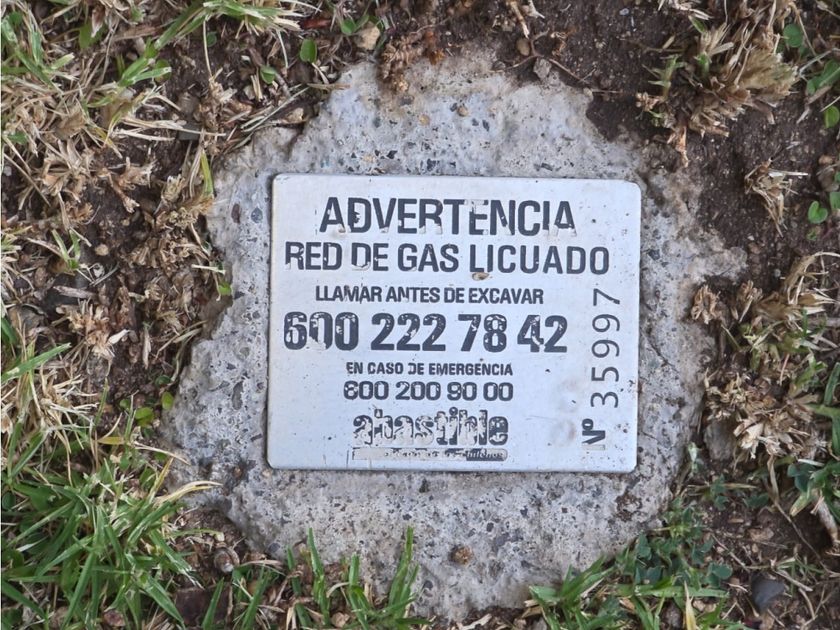 ADVERTENCIA
RED DE GAS LICUADO
LLAMAR ANTES DE EXCAVAR
600 222 78 42
EN CASO DE EMERGENCIA
800 200 90 00
abastible
Nº 35997